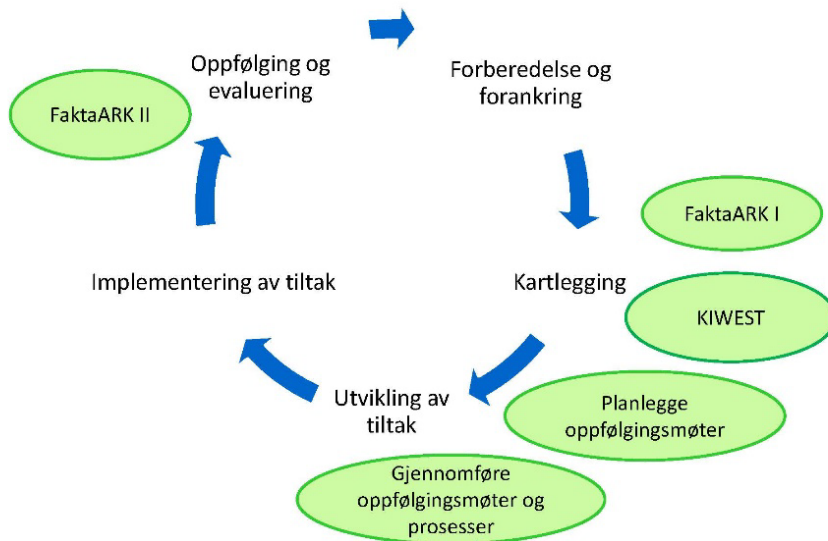 Oppfølging og
evaluering
Forberedelse og
forankring
FaktaARK II
FaktaARK I
Implementering av tiltak
Kartlegging
KIWEST
Utvikling av
tiltak
Planlegge
oppfølgingsmøter
Gjennomføre
oppfølgingsmøter og
prosesser